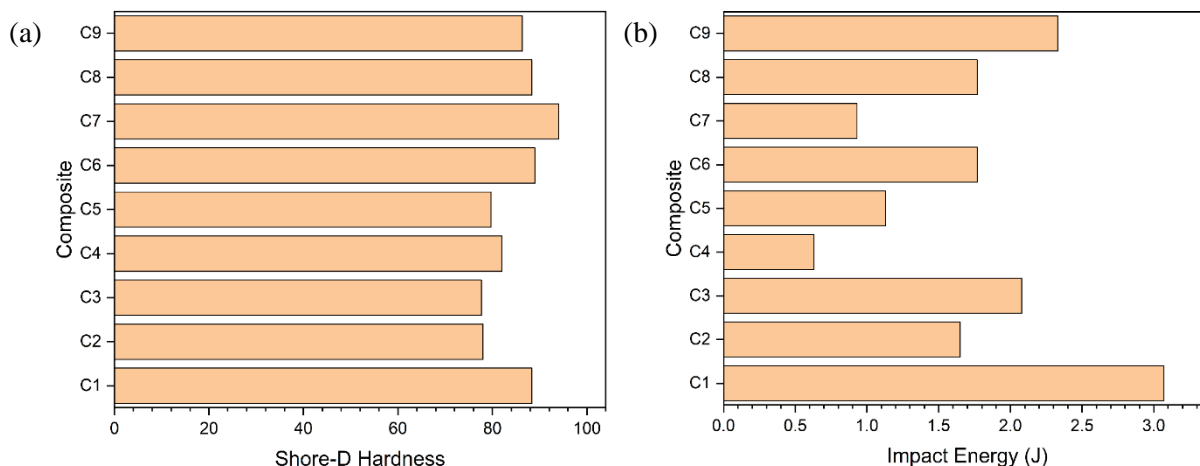 (a)
C9
C8
C7
C6
C5
C4
C3
C2
C1
Composite
0 20 40 60 80 100
Shore-D Hardness
(b)
C9
C8
C7
C6
C5
C4
C3
C2
C1
Composite
0.0 0.5 1.0 1.5 2.0 2.5 3.0
Impact Energy (J)